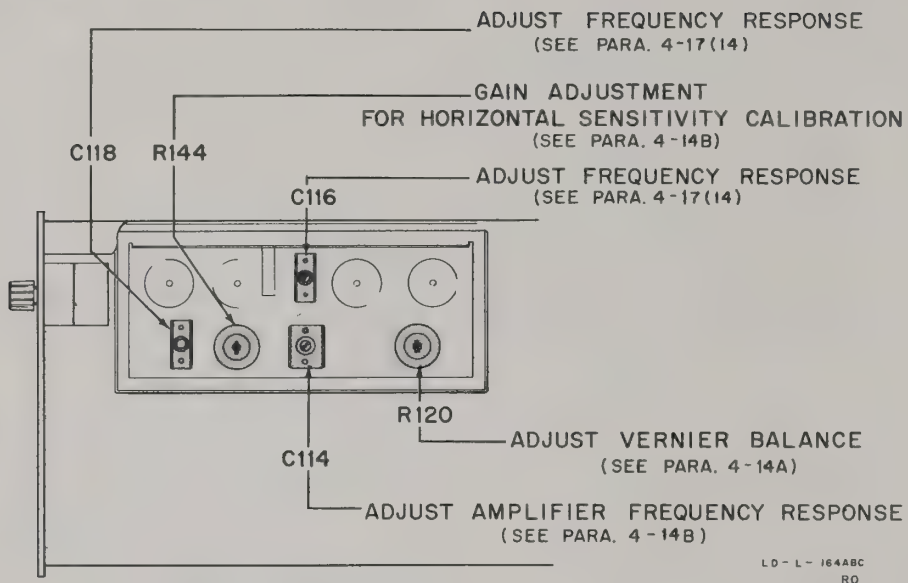 ADJUST FREQUENCY RESPONSE
(SEE PARA. 4-17(14)
GAIN ADJUSTMENT
FOR HORIZONTAL SENSITIVITY CALIBRATION
(SEE PARA. 4-14B)
C118 R144
ADJUST FREQUENCY RESPONSE
(SEE PARA. 4-17(14)
C116
R120
ADJUST VERNIER BALANCE
(SEE PARA. 4-14A)
C114
ADJUST AMPLIFIER FREQUENCY RESPONSE
(SEE PARA. 4-14B)
LD-L-164ABC
RO